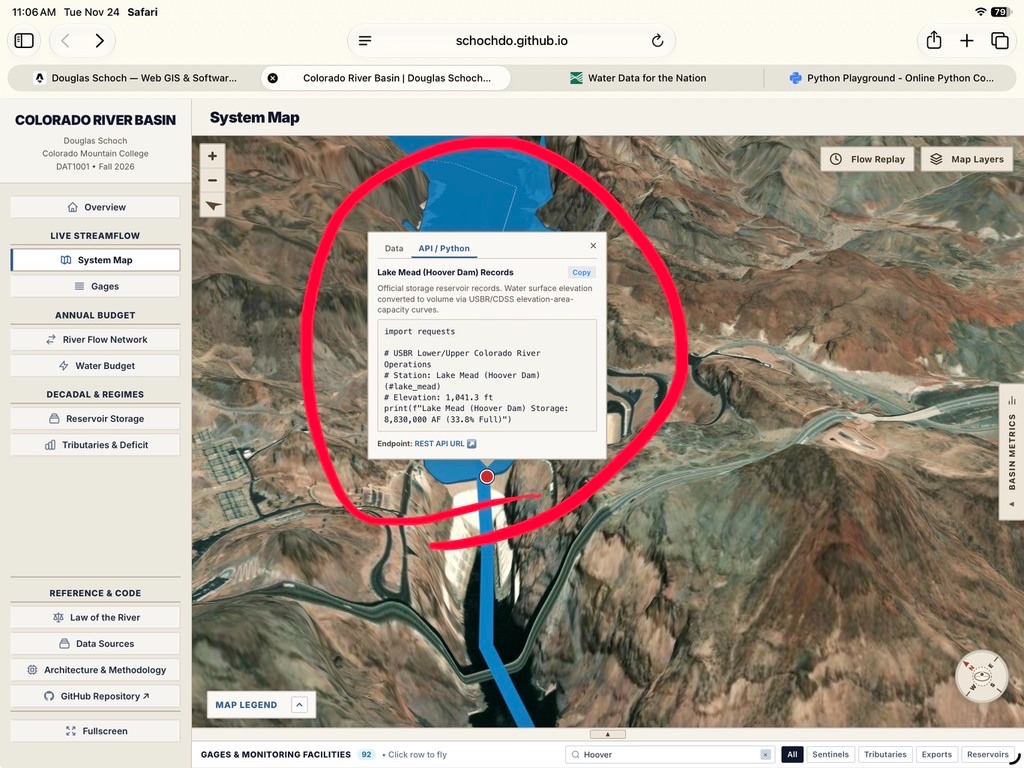 11:06 AM Tue Nov 24 Safari
79
schochdo.github.io
Douglas Schoch — Web GIS & Softwar...
Colorado River Basin | Douglas Schoch...
Water Data for the Nation
Python Playground - Online Python Co...
COLORADO RIVER BASIN
Douglas Schoch
Colorado Mountain College
DAT1001 • Fall 2026
Overview
LIVE STREAMFLOW
System Map
Gages
ANNUAL BUDGET
River Flow Network
Water Budget
DECADAL & REGIMES
Reservoir Storage
Tributaries & Deficit
REFERENCE & CODE
Law of the River
Data Sources
Architecture & Methodology
GitHub Repository ↗
Fullscreen
System Map
+
−
Flow Replay
Map Layers
Data
API / Python
×
Lake Mead (Hoover Dam) Records
Copy
Official storage reservoir records. Water surface elevation
converted to volume via USBR/CDSS elevation-area-
capacity curves.
import requests
# USBR Lower/Upper Colorado River
Operations
# Station: Lake Mead (Hoover Dam)
(#lake_mead)
# Elevation: 1,041.3 ft
print(f"Lake Mead (Hoover Dam) Storage:
8,830,000 AF (33.8% Full)")
Endpoint: REST API URL ↗
BASIN METRICS
N
E
S
W
MAP LEGEND
GAGES & MONITORING FACILITIES 92 • Click row to fly
Hoover
×
All
Sentinels
Tributaries
Exports
Reservoirs